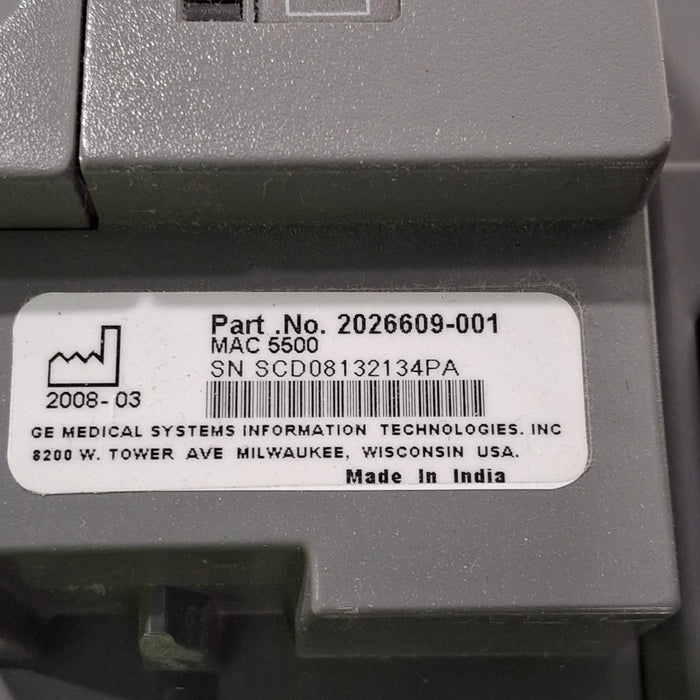 Part .No. 2026609-001
MAC 5500
SN SCD08132134PA
2008-03
GE MEDICAL SYSTEMS INFORMATION TECHNOLOGIES. INC
8200 W. TOWER AVE MILWAUKEE, WISCONSIN USA.
Made In India